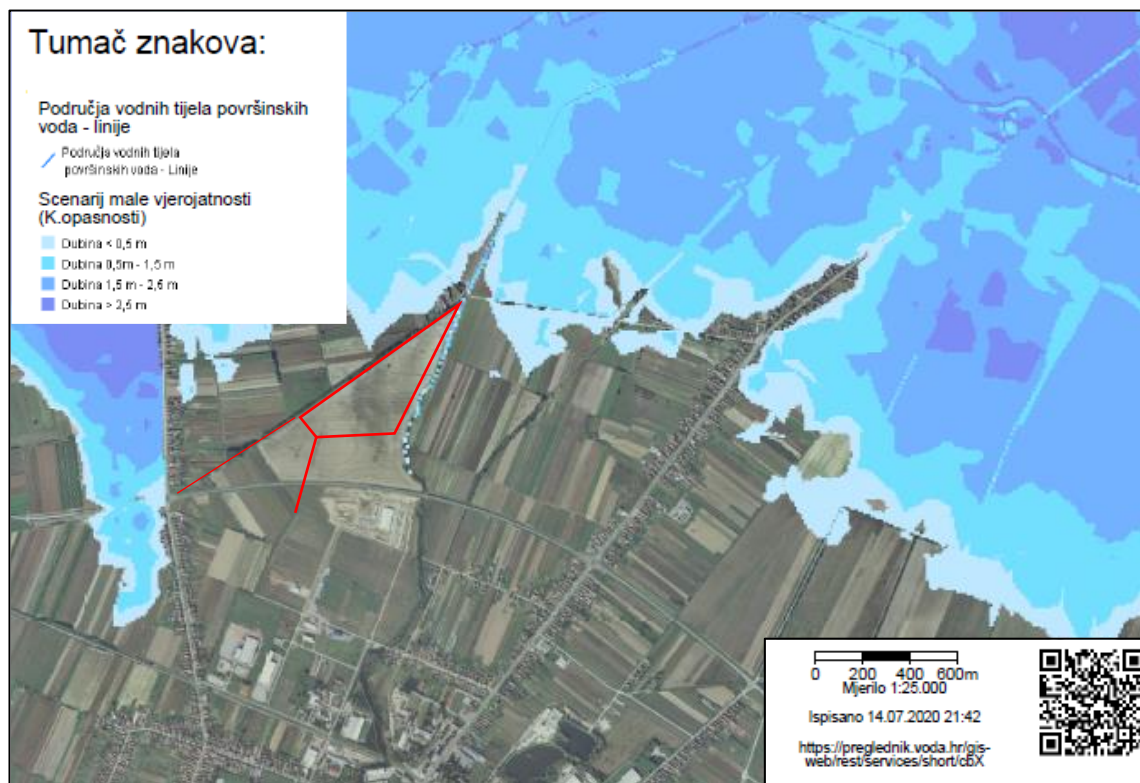 Tumač znakova:
Područja vodnih tijela površinskih
voda - linije
Područja vodnih tijela
površinskih voda - Linije
Scenarij male vjerojatnosti
(K.opasnosti)
Dubina < 0,5 m
Dubina 0,5m - 1,5 m
Dubina 1,5 m - 2,5 m
Dubina > 2,5 m
0 200 400 600m
Mjerilo 1:25.000
Ispisano 14.07.2020 21:42
https://preglednik.voda.hr/gis-
web/rest/services/short/cbX